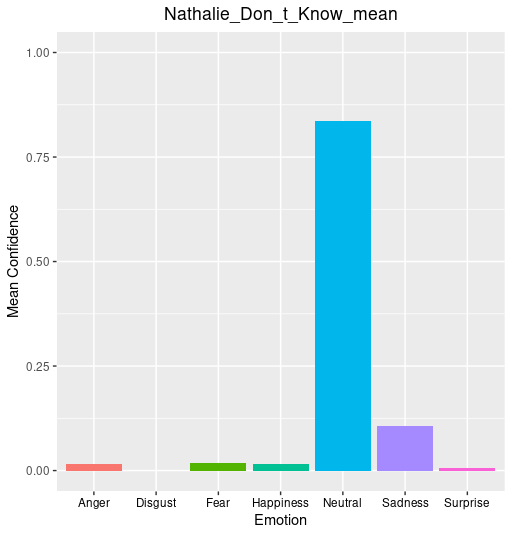 Nathalie_Don_t_Know_mean
1.00
0.75
0.50
0.25
0.00
Mean Confidence
Anger Disgust Fear Happiness Neutral Sadness Surprise
Emotion